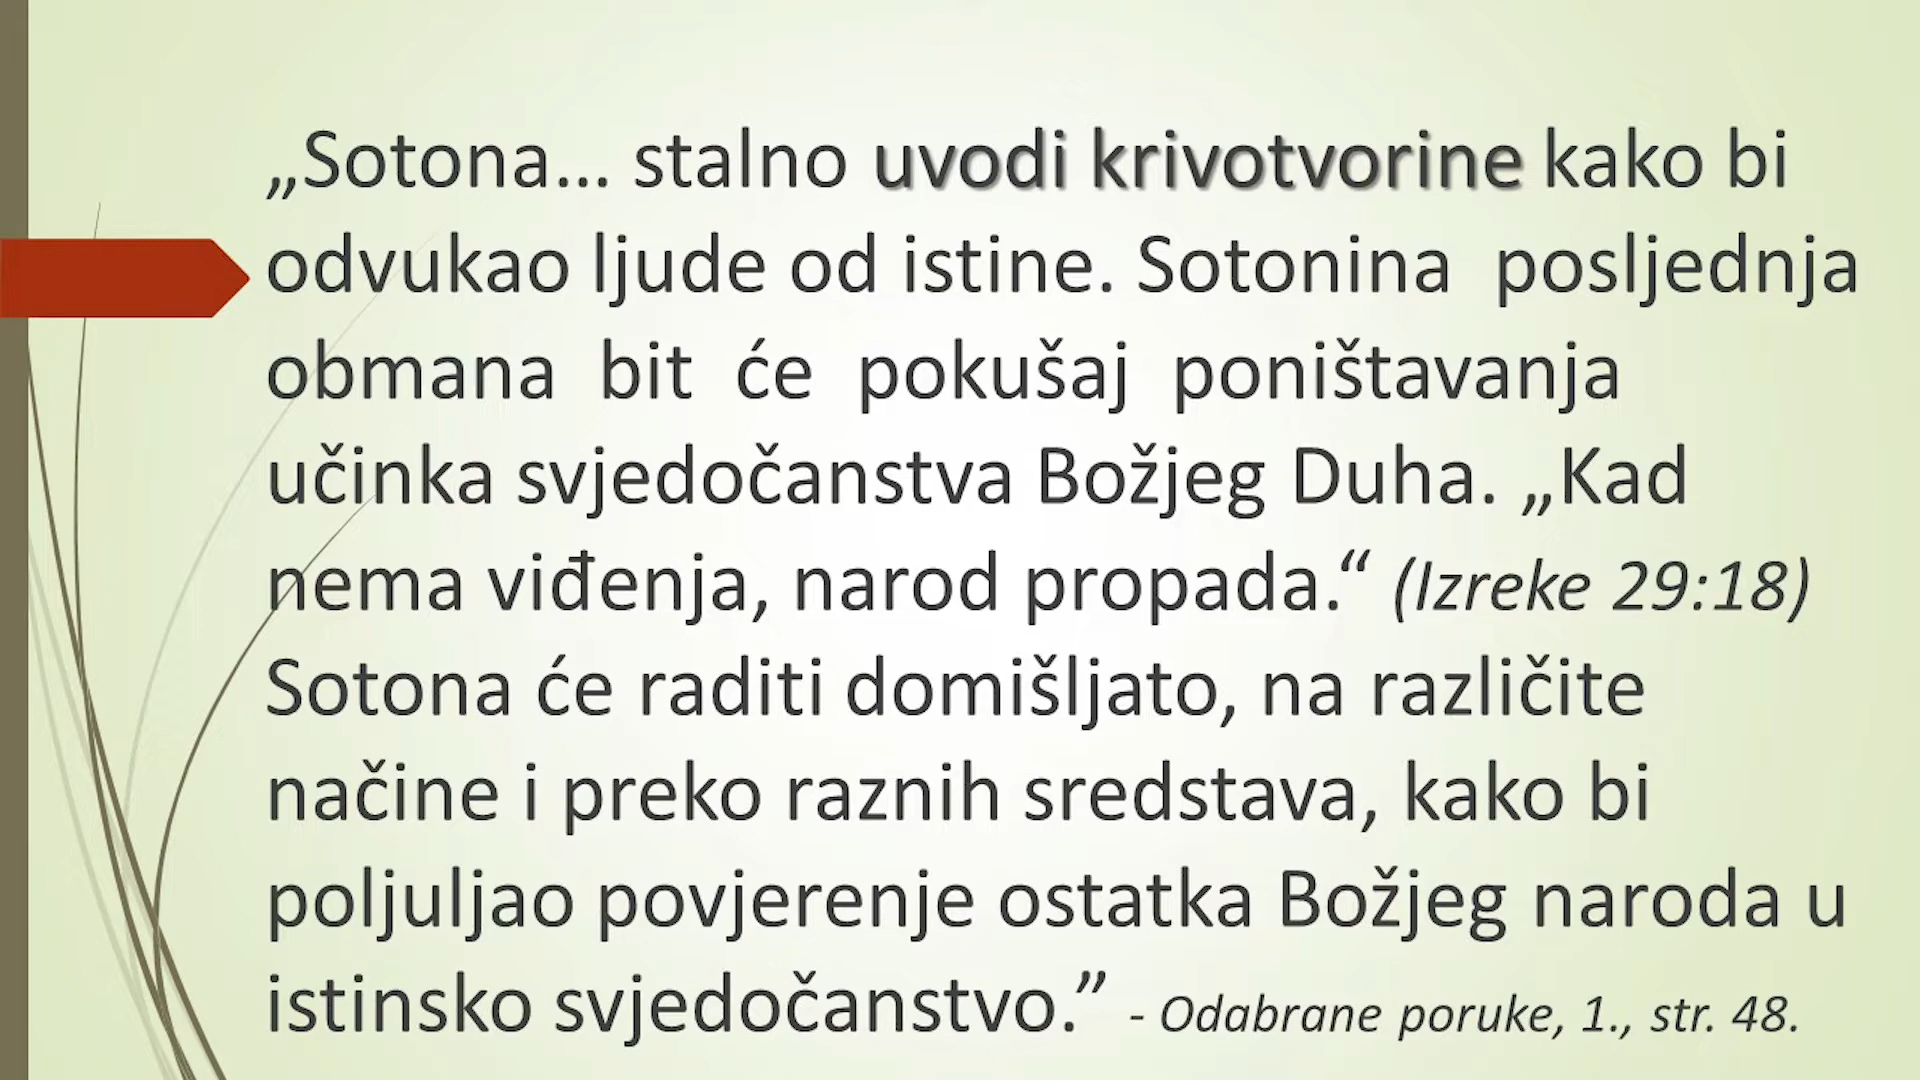 „Sotona... stalno uvodi krivotvorine kako bi
odvukao ljude od istine. Sotonina posljednja
obmana bit će pokušaj poništavanja
učinka svjedočanstva Božjeg Duha. „Kad
nema viđenja, narod propada.“ (Izreke 29:18)
Sotona će raditi domišljato, na različite
načine i preko raznih sredstava, kako bi
poljuljao povjerenje ostatka Božjeg naroda u
istinsko svjedočanstvo.” - Odabrane poruke, 1., str. 48.